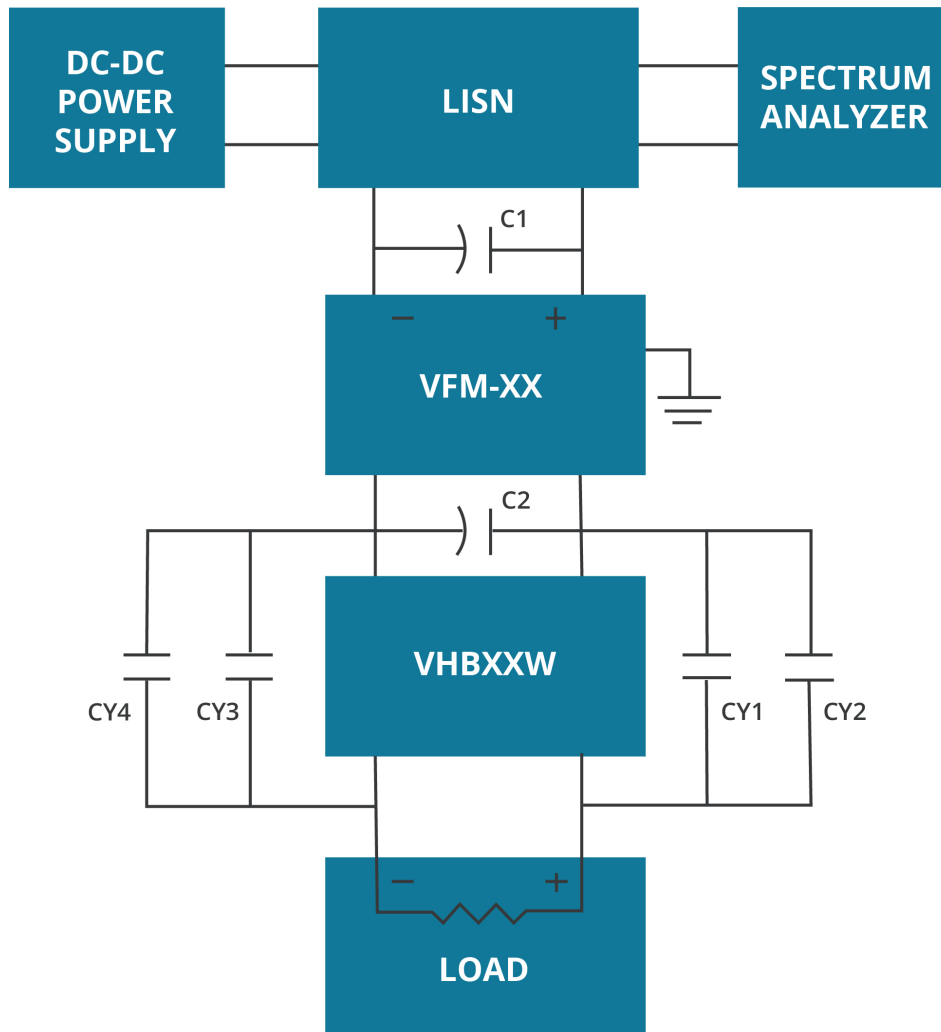 DC-DC
POWER
SUPPLY
LISN
SPECTRUM
ANALYZER
C1
− +
VFM-XX
C2
VHBXXW
CY4
CY3
CY1
CY2
− +
LOAD